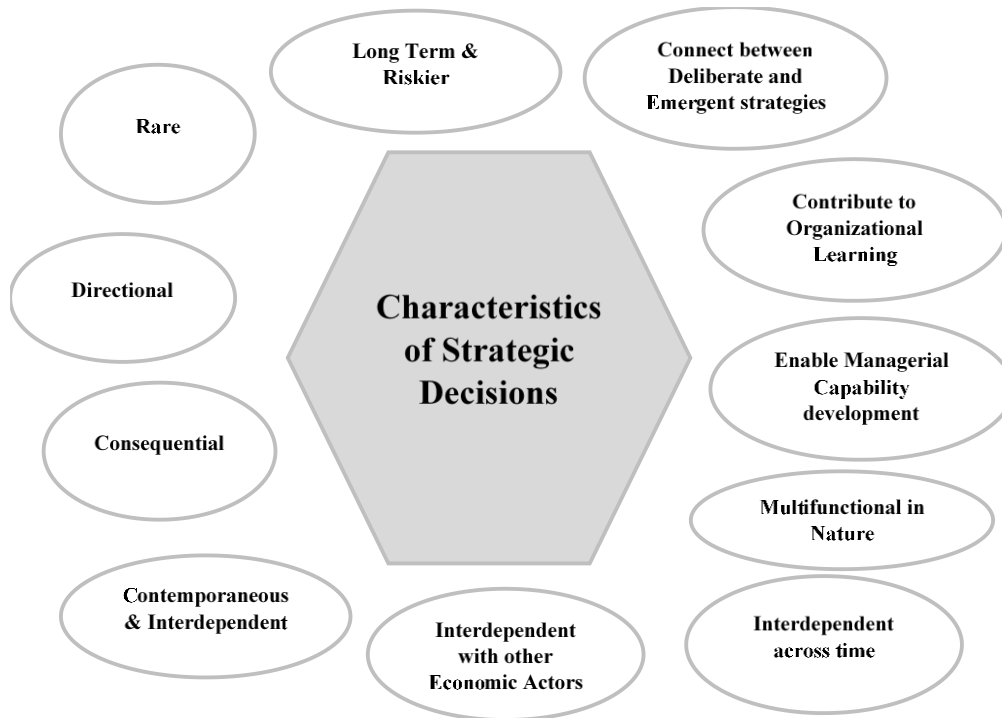 Long Term &
Riskier
Connect between
Deliberate and
Emergent strategies
Rare
Contribute to
Organizational
Learning
Directional
Characteristics
of Strategic
Decisions
Enable Managerial
Capability
development
Consequential
Multifunctional in
Nature
Contemporaneous
& Interdependent
Interdependent
with other
Economic Actors
Interdependent
across time